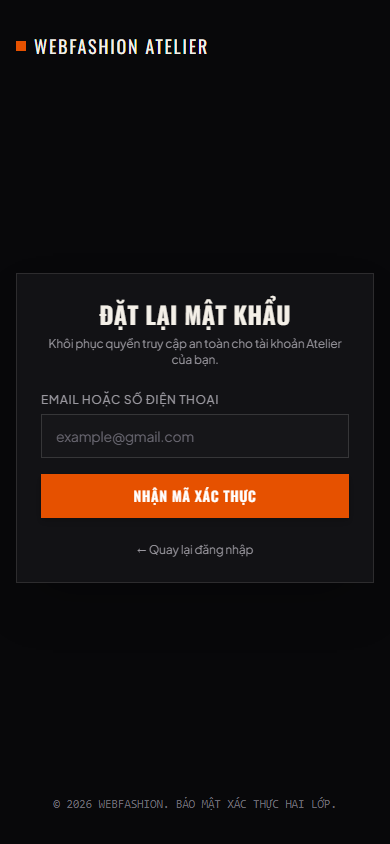 WEBFASHION ATELIER
ĐẶT LẠI MẬT KHẨU
Khôi phục quyền truy cập an toàn cho tài khoản Atelier
của bạn.
EMAIL HOẶC SỐ ĐIỆN THOẠI
example@gmail.com
NHẬN MÃ XÁC THỰC
← Quay lại đăng nhập
© 2026 WEBFASHION. BẢO MẬT XÁC THỰC HAI LỚP.